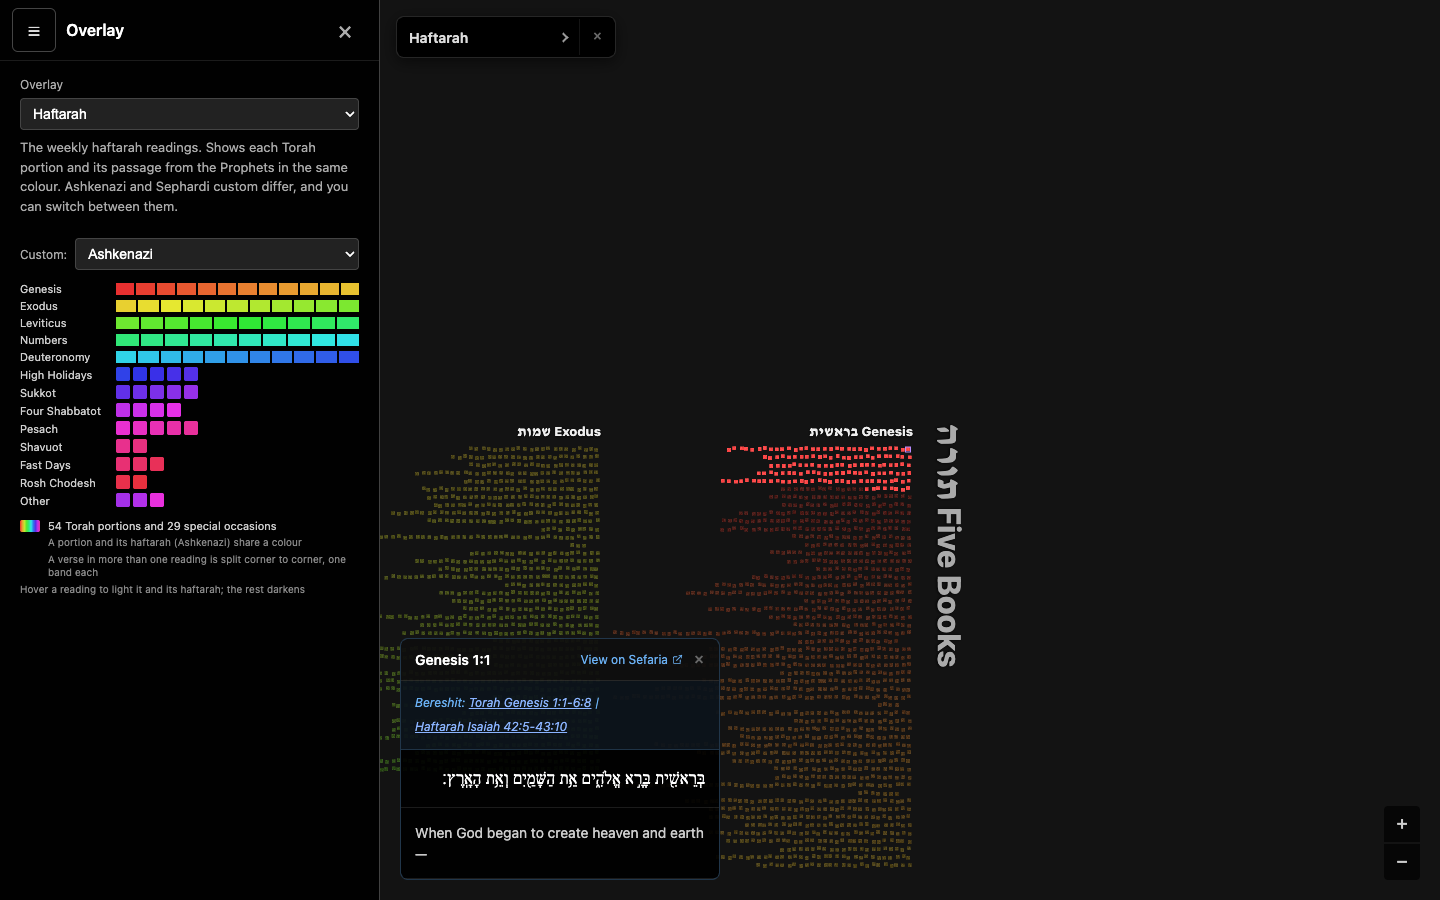 Overlay
Overlay
Haftarah
The weekly haftarah readings. Shows each Torah
portion and its passage from the Prophets in the same
colour. Ashkenazi and Sephardi custom differ, and you
can switch between them.
Custom:
Ashkenazi
Genesis
Exodus
Leviticus
Numbers
Deuteronomy
High Holidays
Sukkot
Four Shabbatot
Pesach
Shavuot
Fast Days
Rosh Chodesh
Other
54 Torah portions and 29 special occasions
A portion and its haftarah (Ashkenazi) share a colour
A verse in more than one reading is split corner to corner, one
band each
Hover a reading to light it and its haftarah; the rest darkens
Haftarah
שמות Exodus
בראשית Genesis
תורה Five Books
Genesis 1:1
View on Sefaria
Bereshit: Torah Genesis 1:1-6:8 |
Haftarah Isaiah 42:5-43:10
בְּרֵאשִׁ֖ית בָּרָ֣א אֱלֹהִ֑ים אֵ֥ת הַשָּׁמַ֖יִם וְאֵ֥ת הָאָֽרֶץ׃
When God began to create heaven and earth
—